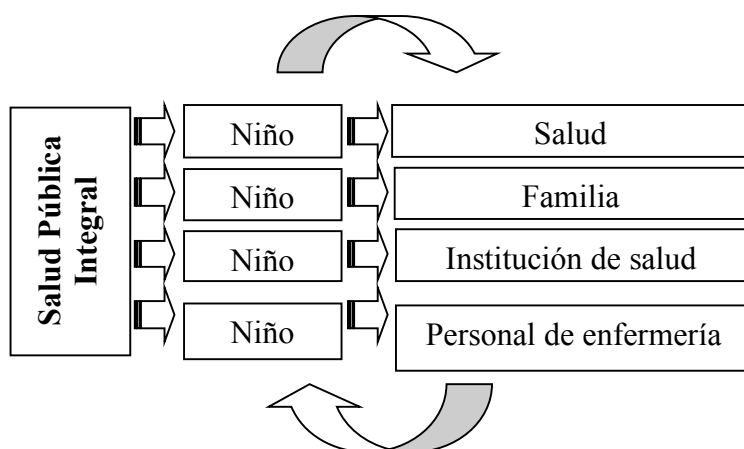 Salud Pública
Integral
Niño
Salud
Niño
Familia
Niño
Institución de salud
Niño
Personal de enfermería